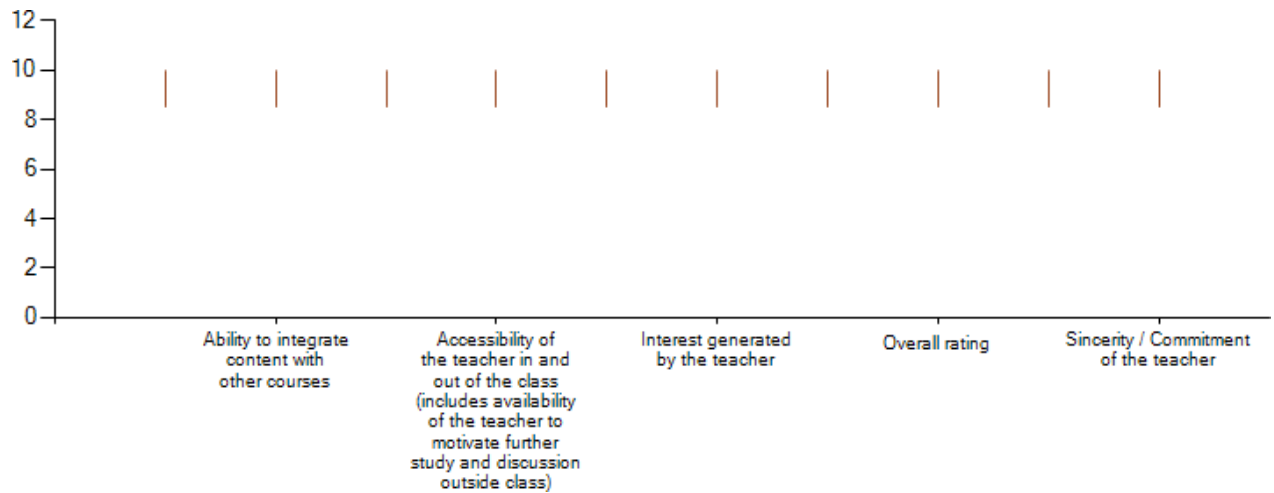 12
10
8
6
4
2
0
Ability to integrate
content with
other courses
Accessibility of
the teacher in and
out of the class
(includes availability
of the teacher to
motivate further
study and discussion
outside class)
Interest generated
by the teacher
Overall rating
Sincerity / Commitment
of the teacher